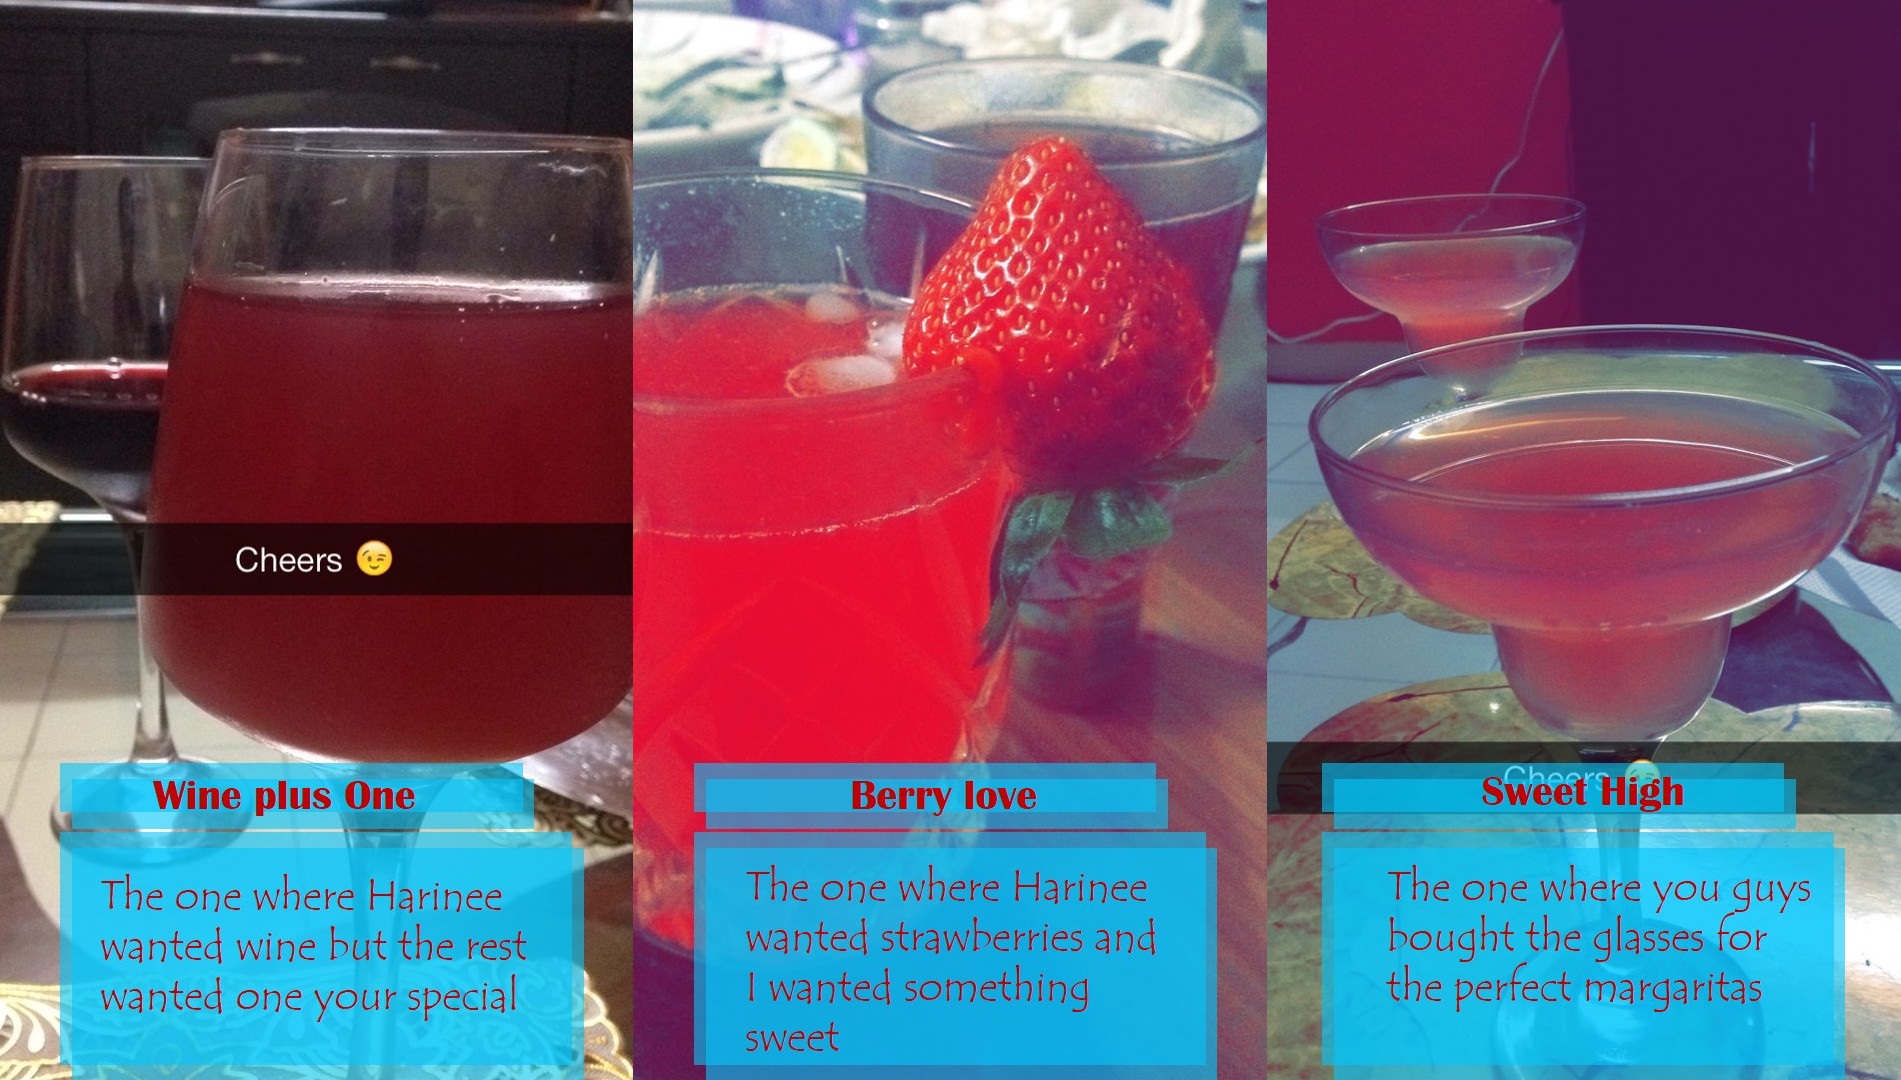 Cheers 😉
Wine plus One
The one where Harinee
wanted wine but the rest
wanted one your special
Berry love
The one where Harinee
wanted strawberries and
I wanted something
sweet
Cheers
Sweet High
The one where you guys
bought the glasses for
the perfect margaritas